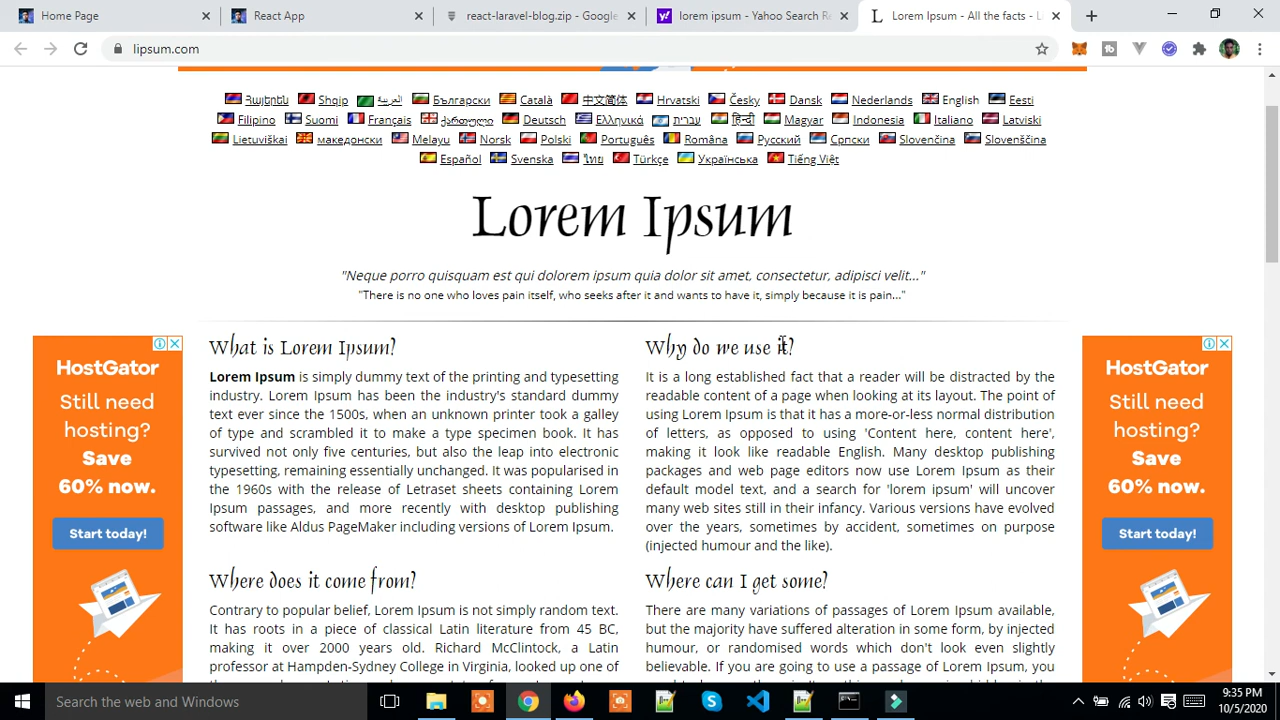 Home Page
React App
react-laravel-blog.zip - Google
lorem ipsum - Yahoo Search Re
Lorem Ipsum - All the facts - L
lipsum.com
Հայերեն Shqip العربية Български Català 中文简体 Hrvatski Česky Dansk Nederlands English Eesti
Filipino Suomi Français ქართული Deutsch Ελληνικά עברית हिन्दी Magyar Indonesia Italiano Latviski
Lietuviškai македонски Melayu Norsk Polski Português Româna Русский Српски Slovenčina Slovenščina
Español Svenska ไทย Türkçe Українська Tiếng Việt
Lorem Ipsum
"Neque porro quisquam est qui dolorem ipsum quia dolor sit amet, consectetur, adipisci velit..."
"There is no one who loves pain itself, who seeks after it and wants to have it, simply because it is pain..."
What is Lorem Ipsum?
Lorem Ipsum is simply dummy text of the printing and typesetting
industry. Lorem Ipsum has been the industry's standard dummy
text ever since the 1500s, when an unknown printer took a galley
of type and scrambled it to make a type specimen book. It has
survived not only five centuries, but also the leap into electronic
typesetting, remaining essentially unchanged. It was popularised in
the 1960s with the release of Letraset sheets containing Lorem
Ipsum passages, and more recently with desktop publishing
software like Aldus PageMaker including versions of Lorem Ipsum.
Why do we use it?
It is a long established fact that a reader will be distracted by the
readable content of a page when looking at its layout. The point of
using Lorem Ipsum is that it has a more-or-less normal distribution
of letters, as opposed to using 'Content here, content here',
making it look like readable English. Many desktop publishing
packages and web page editors now use Lorem Ipsum as their
default model text, and a search for 'lorem ipsum' will uncover
many web sites still in their infancy. Various versions have evolved
over the years, sometimes by accident, sometimes on purpose
(injected humour and the like).
Where does it come from?
Contrary to popular belief, Lorem Ipsum is not simply random text.
It has roots in a piece of classical Latin literature from 45 BC,
making it over 2000 years old. Richard McClintock, a Latin
professor at Hampden-Sydney College in Virginia, looked up one of
Where can I get some?
There are many variations of passages of Lorem Ipsum available,
but the majority have suffered alteration in some form, by injected
humour, or randomised words which don't look even slightly
believable. If you are going to use a passage of Lorem Ipsum, you
HostGator
Still need
hosting?
Save
60% now.
Start today!
HostGator
Still need
hosting?
Save
60% now.
Start today!
Search the web and Windows
9:35 PM
10/5/2020